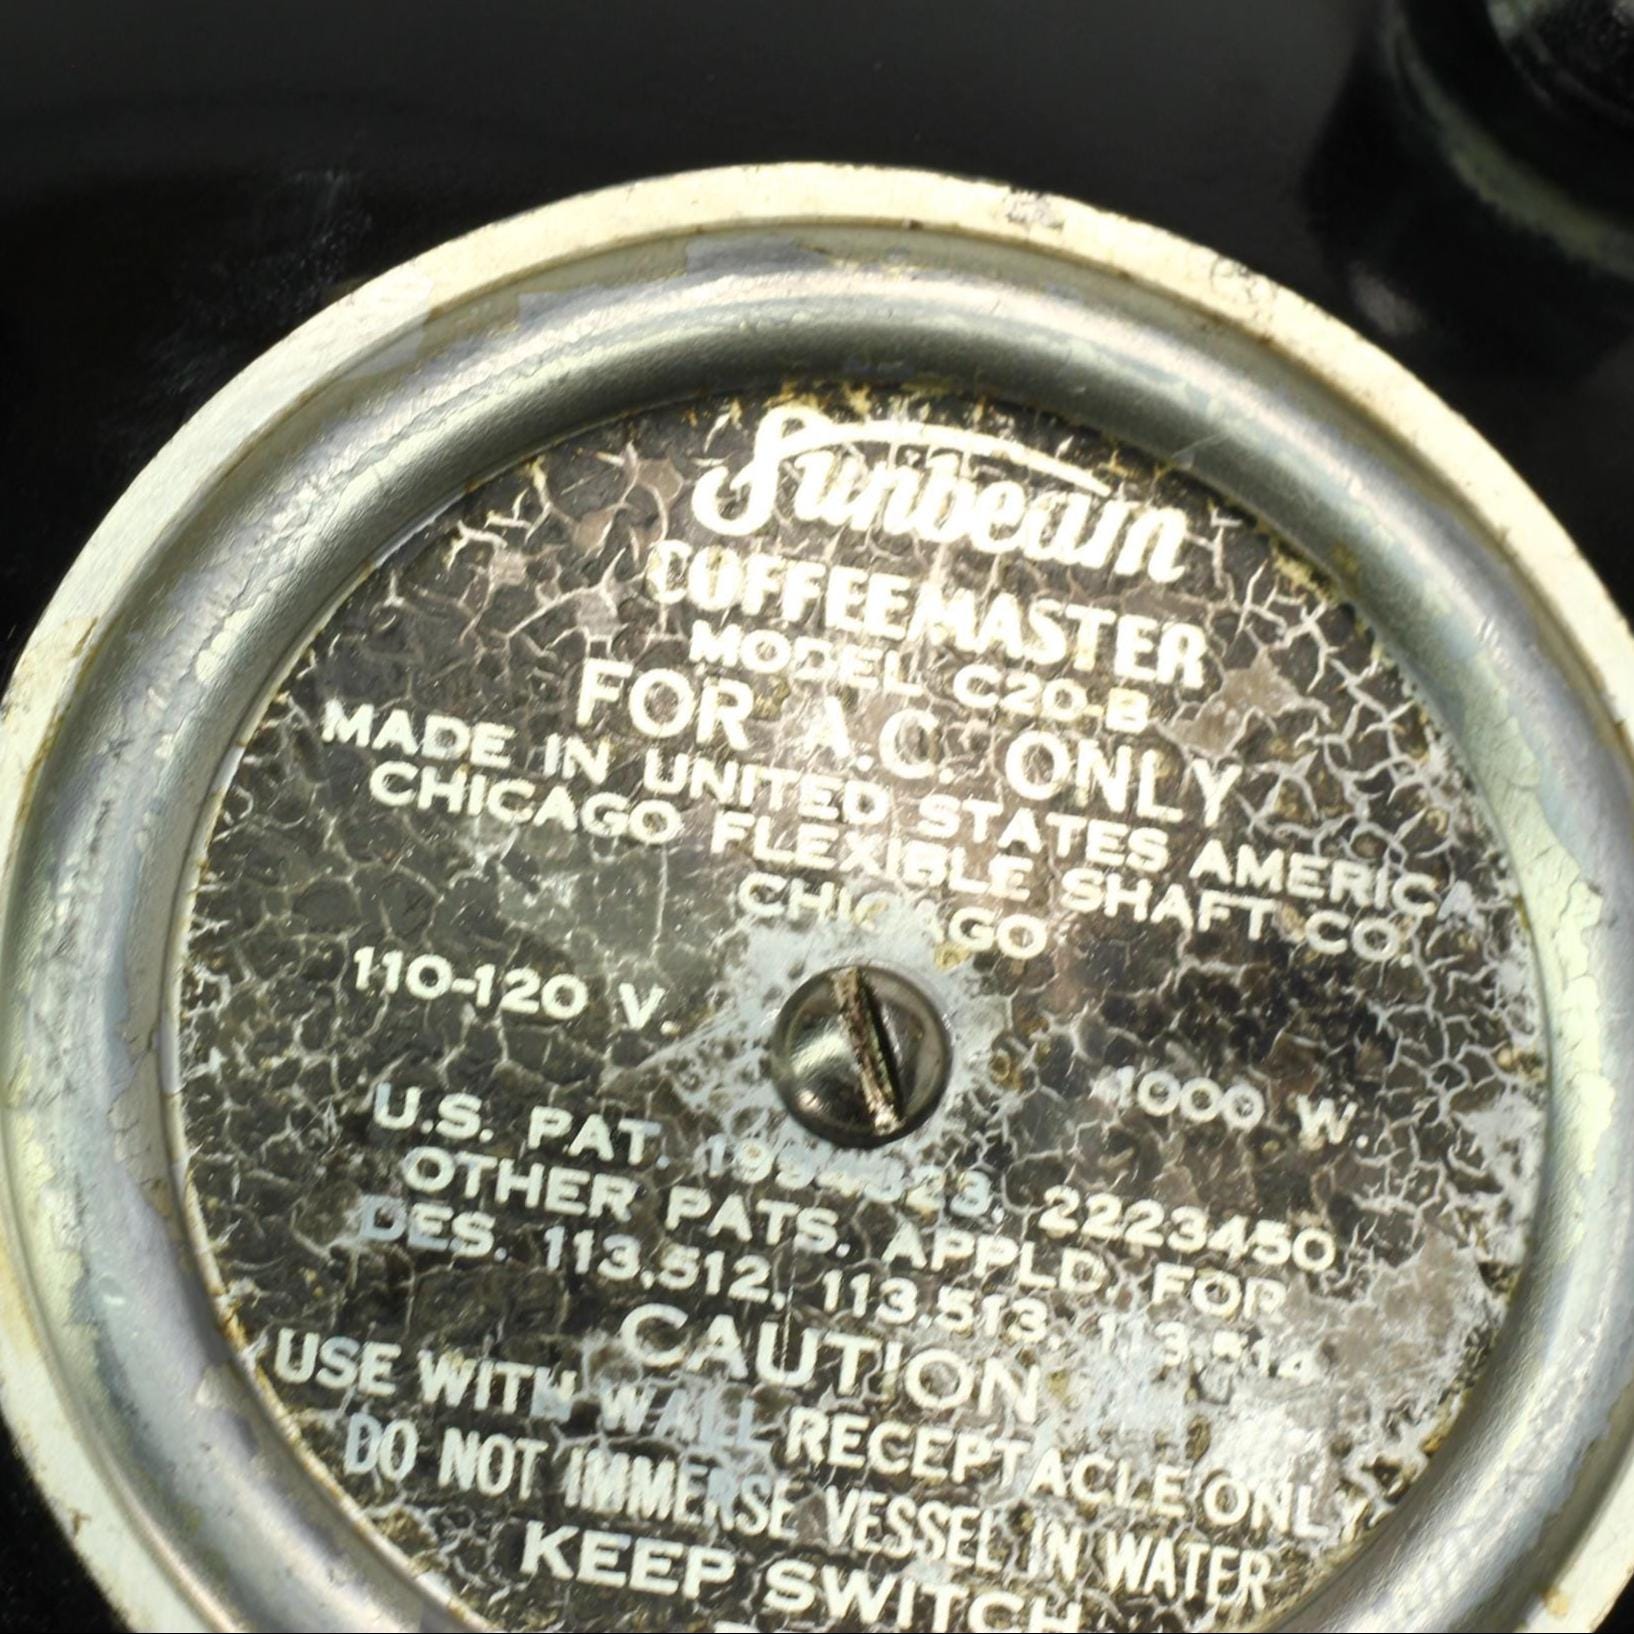 Sunbeam
COFFEEMASTER
MODEL C20-B
FOR A.C. ONLY
MADE IN UNITED STATES AMERICA
CHICAGO FLEXIBLE SHAFT CO.
CHICAGO
110-120 V.
1000 W.
U.S. PAT. 2223450
OTHER PATS. APPLD. FOR
DES. 113,512, 113,513, 113,514
CAUTION
USE WITH WALL RECEPTACLE ONLY
DO NOT IMMERSE VESSEL IN WATER
KEEP SWITCH